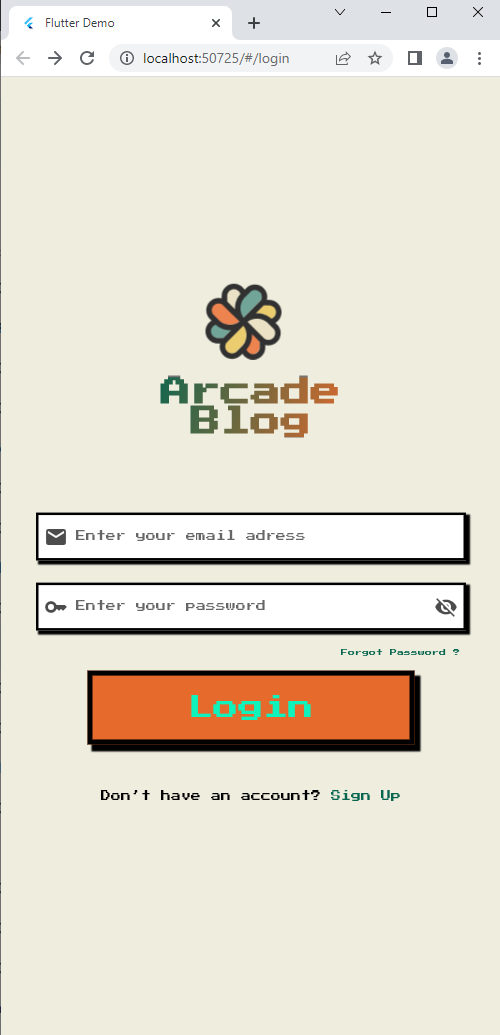 Flutter Demo
localhost:50725/#/login
Arcade
Blog
Enter your email adress
Enter your password
Forgot Password ?
Login
Don't have an account? Sign Up